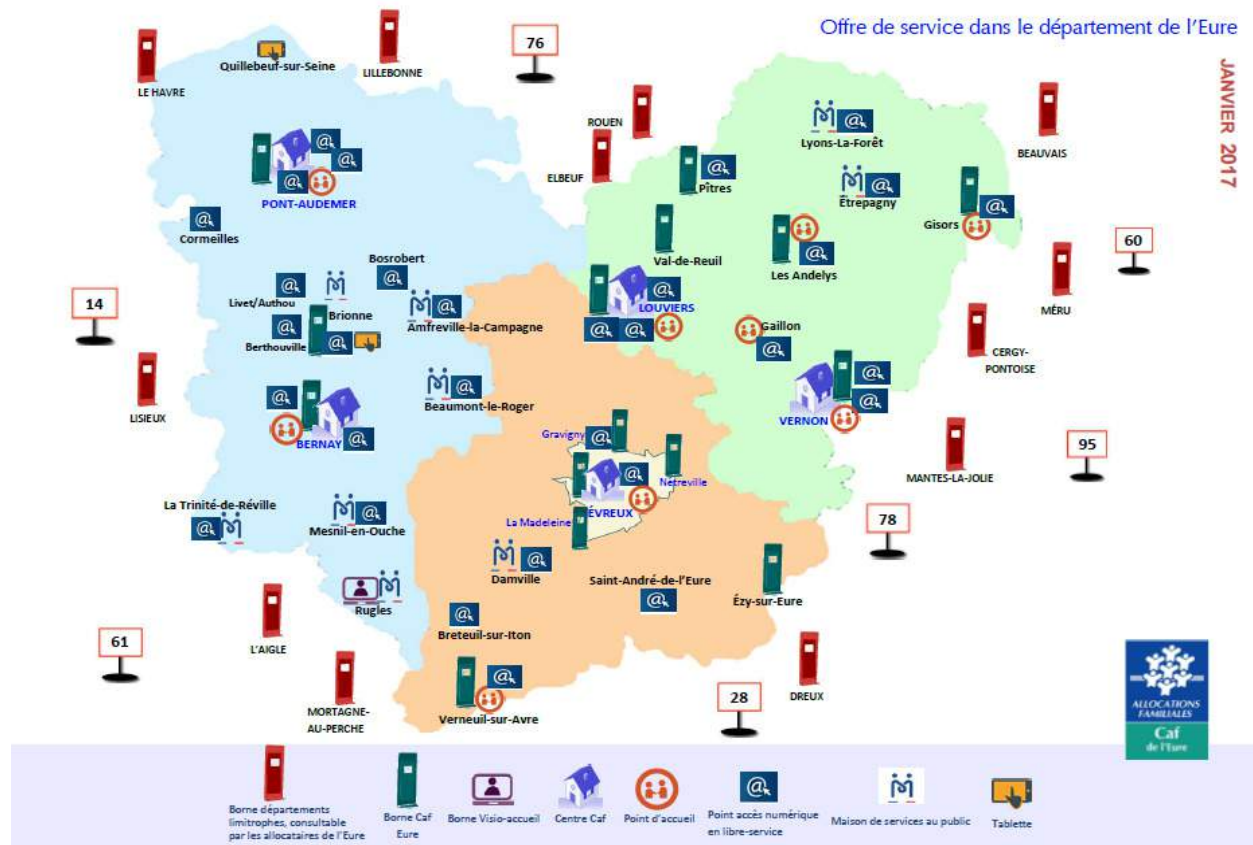 Offre de service dans le département de l'Eure
JANVIER 2017
76
Quillebeuf-sur-Seine
LILLEBONNE
LE HAVRE
ROUEN
ELBEUF
BEAUVAIS
Lyons-La-Forêt
Pîtres
Étrepagny
Gisors
PONT-AUDEMER
Cormeilles
Val-de-Reuil
Les Andelys
60
Bosrobert
Livet/Authou
Brionne
LOUVIERS
MÉRU
14
Amfreville-la-Campagne
Gaillon
Berthouville
CERGY-
PONTOISE
LISIEUX
Beaumont-le-Roger
VERNON
BERNAY
Gravigny
95
MANTES-LA-JOLIE
Netreville
La Trinité-de-Réville
ÉVREUX
La Madeleine
78
Mesnil-en-Ouche
Damville
Saint-André-de-l'Eure
Ézy-sur-Eure
Rugles
Breteuil-sur-Iton
L'AIGLE
61
DREUX
28
MORTAGNE-
AU-PERCHE
Verneuil-sur-Avre
ALLOCATIONS
FAMILIALES
Caf
de l'Eure
Borne départements
limitrophes, consultable
par les allocataires de l'Eure
Borne Caf
Eure
Borne Visio-accueil
Centre Caf
Point d'accueil
Point accès numérique
en libre-service
Maison de services au public
Tablette